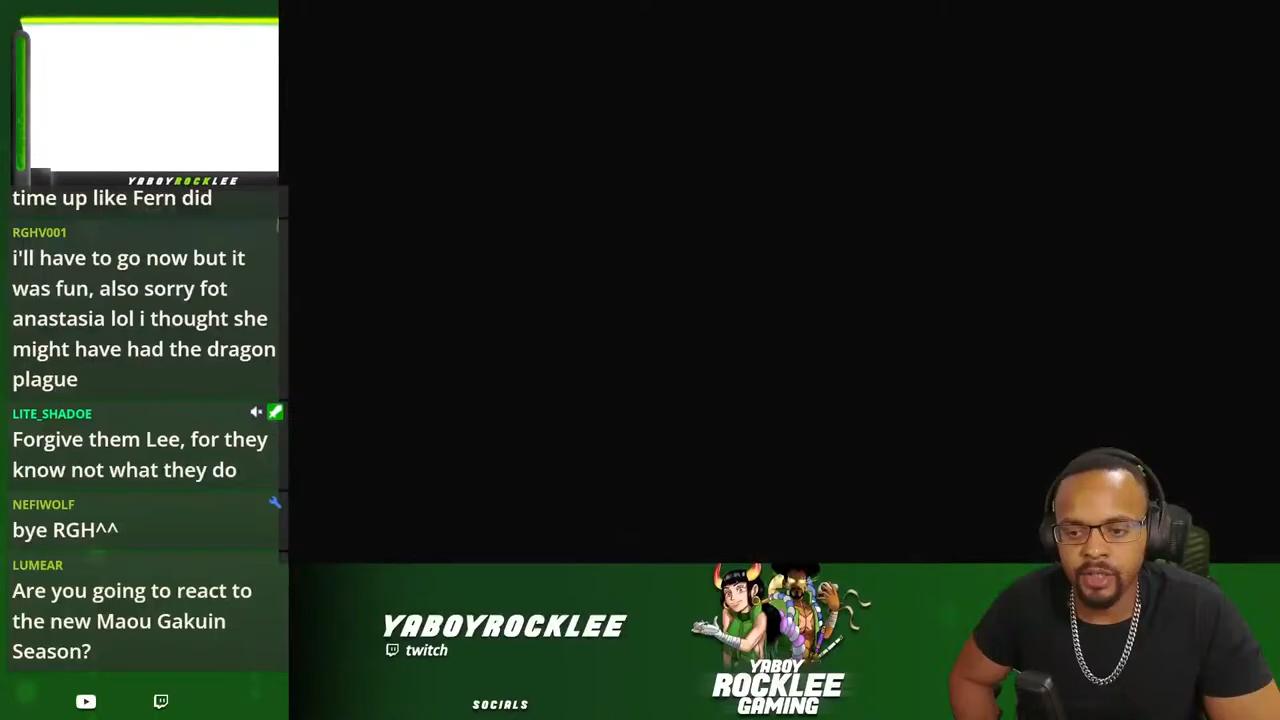 YABOYROCKLEE
time up like Fern did
RGHV001
i'll have to go now but it
was fun, also sorry fot
anastasia lol i thought she
might have had the dragon
plague
LITE_SHADOE
Forgive them Lee, for they
know not what they do
NEFIWOLF
bye RGH^^
LUMEAR
Are you going to react to
the new Maou Gakuin
Season?
YABOYROCKLEE
twitch
SOCIALS
YABOY
ROCKLEE
GAMING